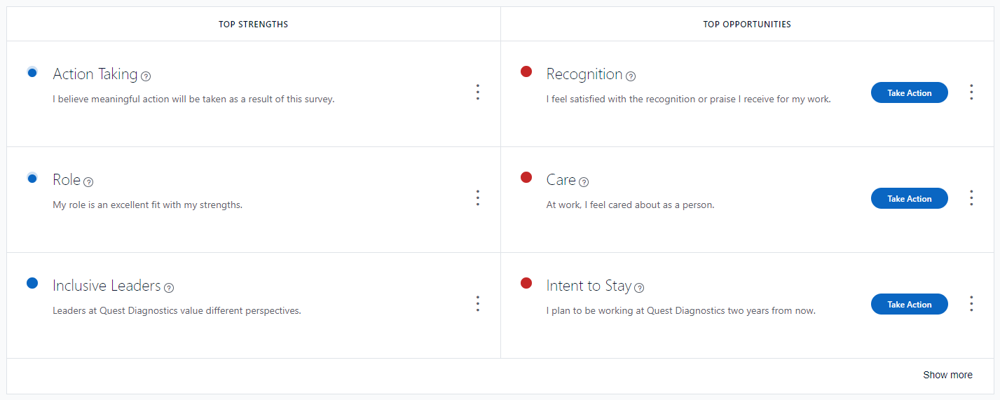 TOP STRENGTHS
TOP OPPORTUNITIES
Action Taking ?
I believe meaningful action will be taken as a result of this survey.
Recognition ?
I feel satisfied with the recognition or praise I receive for my work.
Take Action
Role ?
My role is an excellent fit with my strengths.
Care ?
At work, I feel cared about as a person.
Take Action
Inclusive Leaders ?
Leaders at Quest Diagnostics value different perspectives.
Intent to Stay ?
I plan to be working at Quest Diagnostics two years from now.
Take Action
Show more